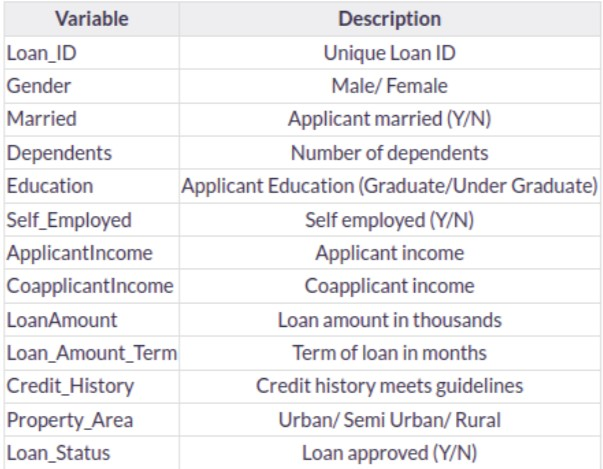 Variable Description
Loan_ID Unique Loan ID
Gender Male/ Female
Married Applicant married (Y/N)
Dependents Number of dependents
Education Applicant Education (Graduate/Under Graduate)
Self_Employed Self employed (Y/N)
ApplicantIncome Applicant income
CoapplicantIncome Coapplicant income
LoanAmount Loan amount in thousands
Loan_Amount_Term Term of loan in months
Credit_History Credit history meets guidelines
Property_Area Urban/ Semi Urban/ Rural
Loan_Status Loan approved (Y/N)